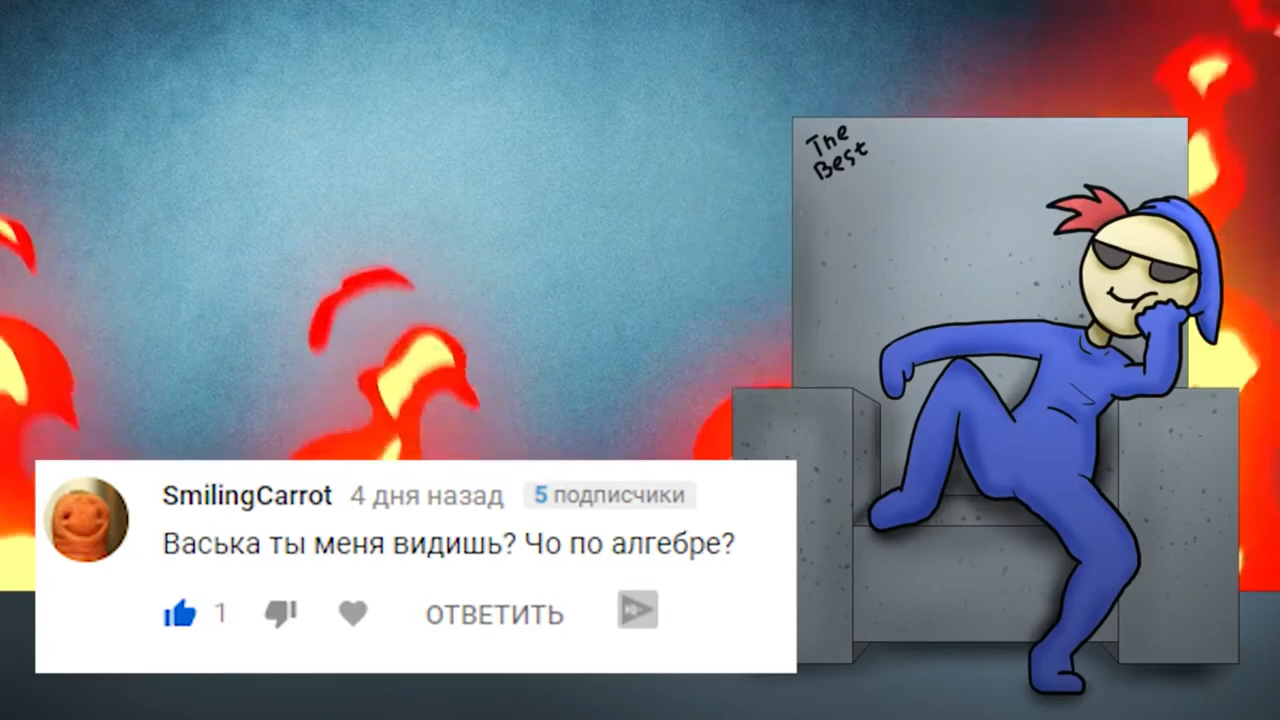 The
Best
SmilingCarrot 4 дня назад 5 подписчики
Васька ты меня видишь? Чо по алгебре?
1 ОТВЕТИТЬ